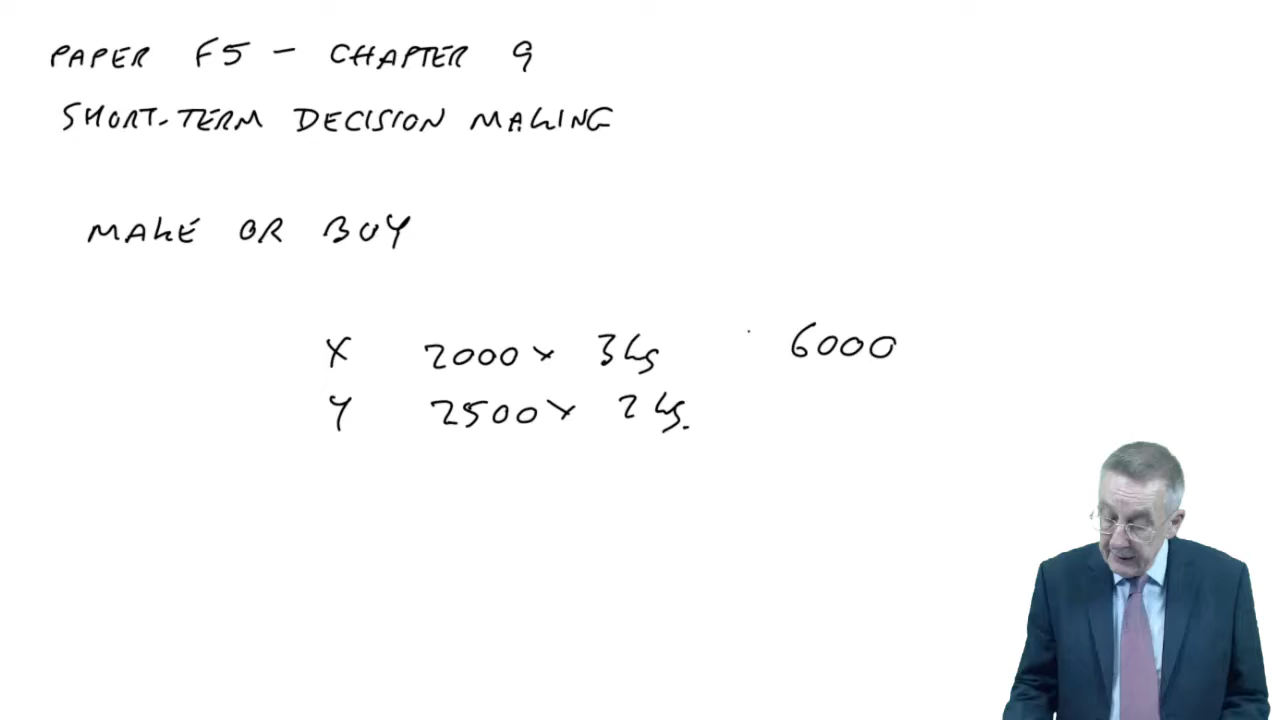 PAPER F5 - CHAPTER 9
SHORT-TERM DECISION MAKING
MAKE OR BUY
X 2000 x 3kg 6000
Y 2500 x 2kg.